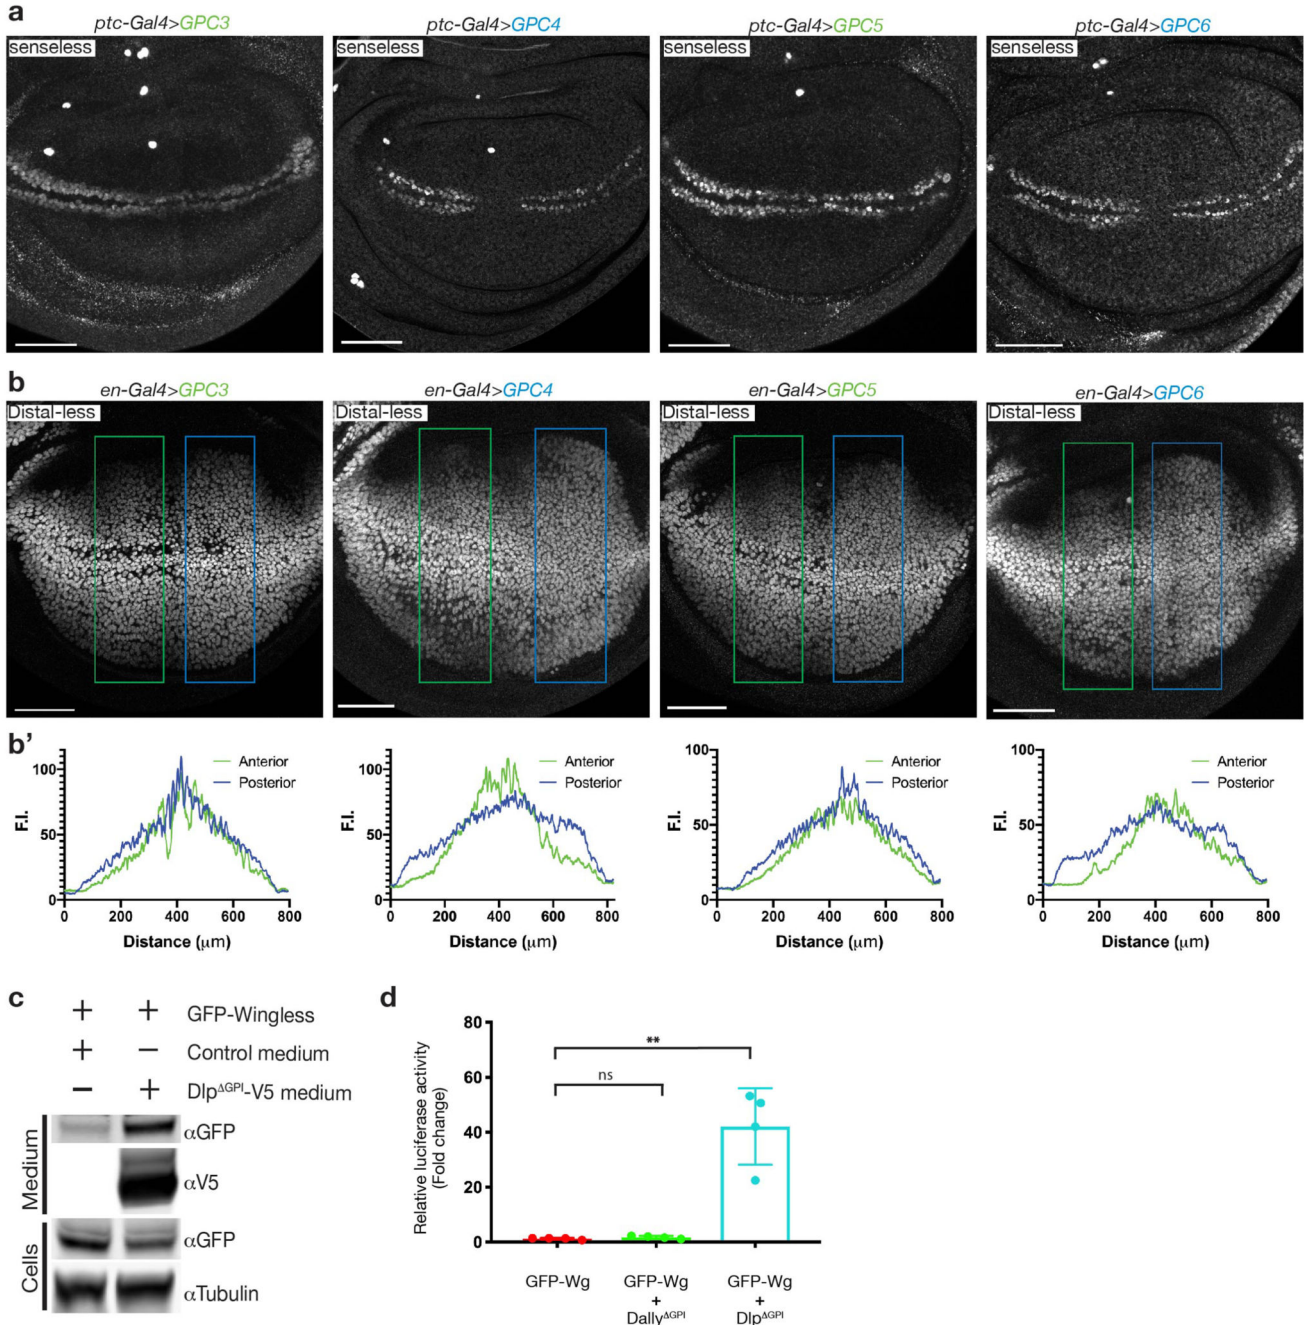 a
ptc-Gal4>GPC3 ptc-Gal4>GPC4 ptc-Gal4>GPC5 ptc-Gal4>GPC6
senseless senseless senseless senseless
b
en-Gal4>GPC3 en-Gal4>GPC4 en-Gal4>GPC5 en-Gal4>GPC6
Distal-less Distal-less Distal-less Distal-less
b’
100 50 0
F.I.
Anterior
Posterior
0 200 400 600 800
Distance (μm)
100 50 0
F.I.
Anterior
Posterior
0 200 400 600 800
Distance (μm)
100 50 0
F.I.
Anterior
Posterior
0 200 400 600 800
Distance (μm)
100 50 0
F.I.
Anterior
Posterior
0 200 400 600 800
Distance (μm)
c
+ + GFP-Wingless
+ − Control medium
− + Dlp^ΔGPI-V5 medium
Medium
αGFP
αV5
Cells
αGFP
αTubulin
d
Relative luciferase activity
(Fold change)
80
60
40
20
0
**
ns
GFP-Wg
GFP-Wg
+
Dally^ΔGPI
GFP-Wg
+
Dlp^ΔGPI